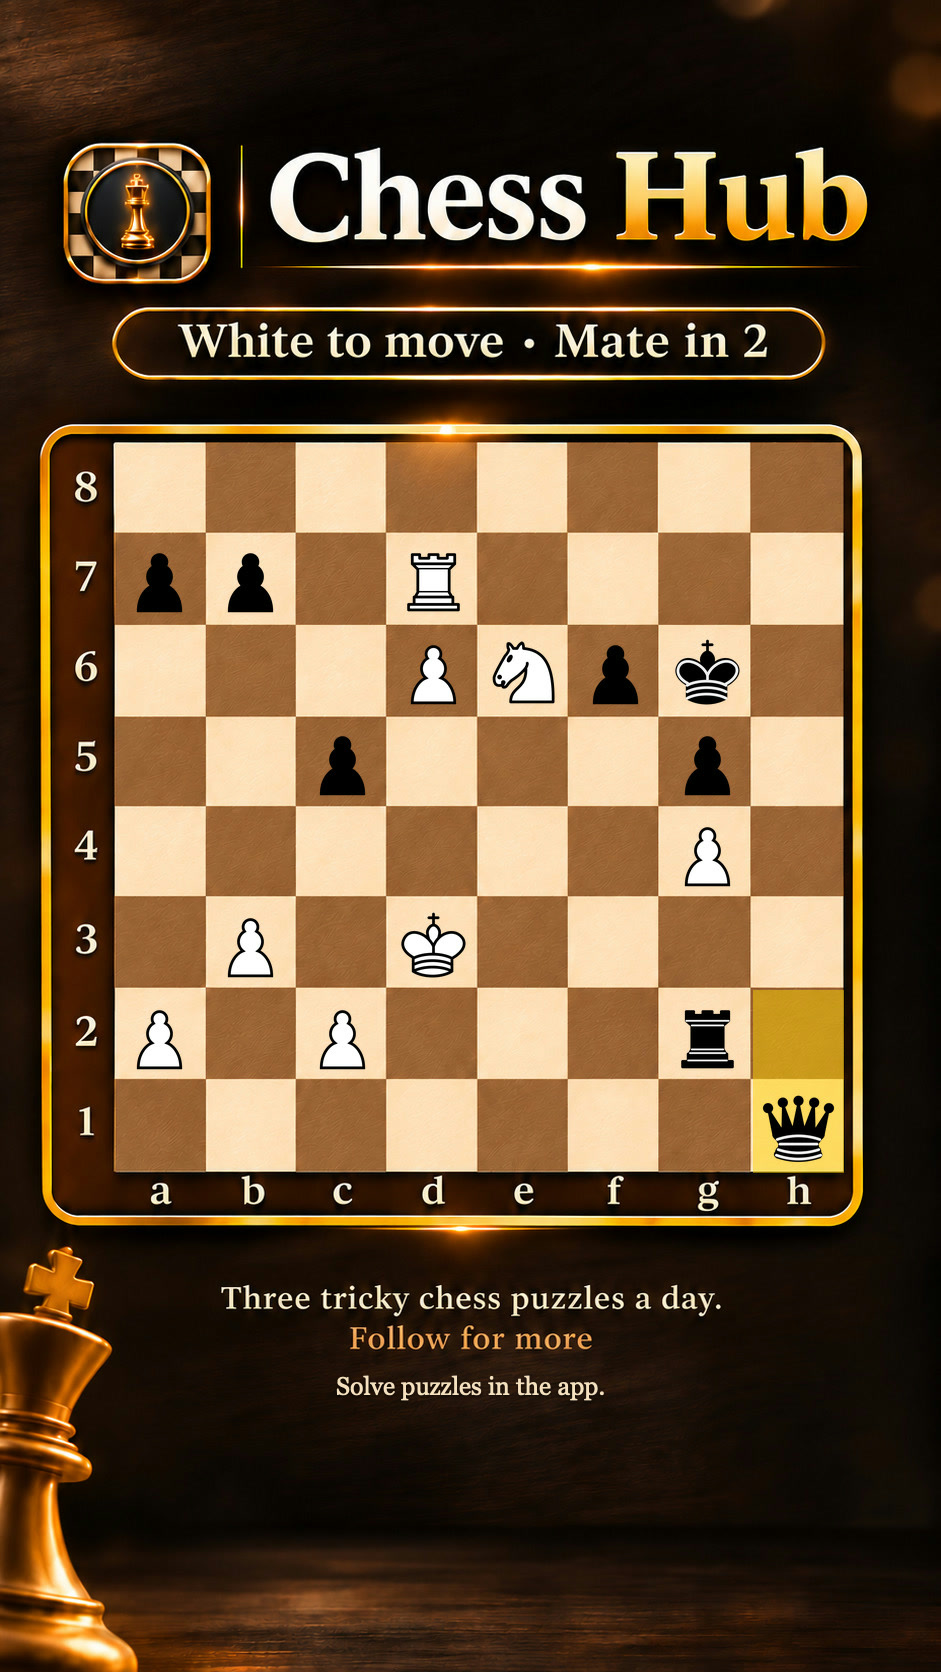 Chess Hub
White to move · Mate in 2
8
7
6
5
4
3
2
1
a b c d e f g h
Three tricky chess puzzles a day.
Follow for more
Solve puzzles in the app.